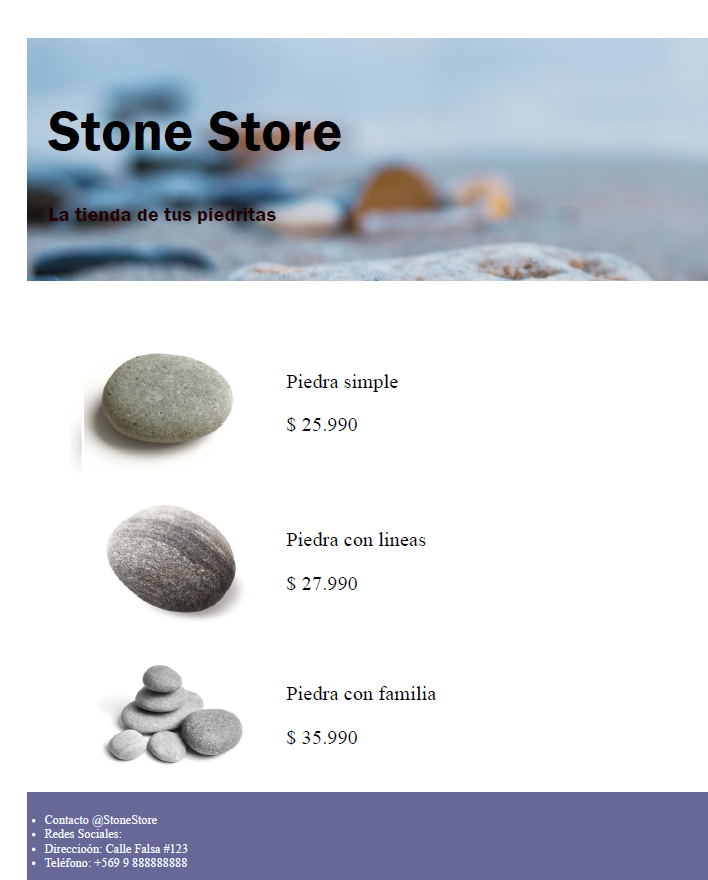 Stone Store
La tienda de tus piedritas
Piedra simple
$ 25.990
Piedra con lineas
$ 27.990
Piedra con familia
$ 35.990
Contacto @StoneStore
Redes Sociales:
Direccioón: Calle Falsa #123
Teléfono: +569 9 888888888